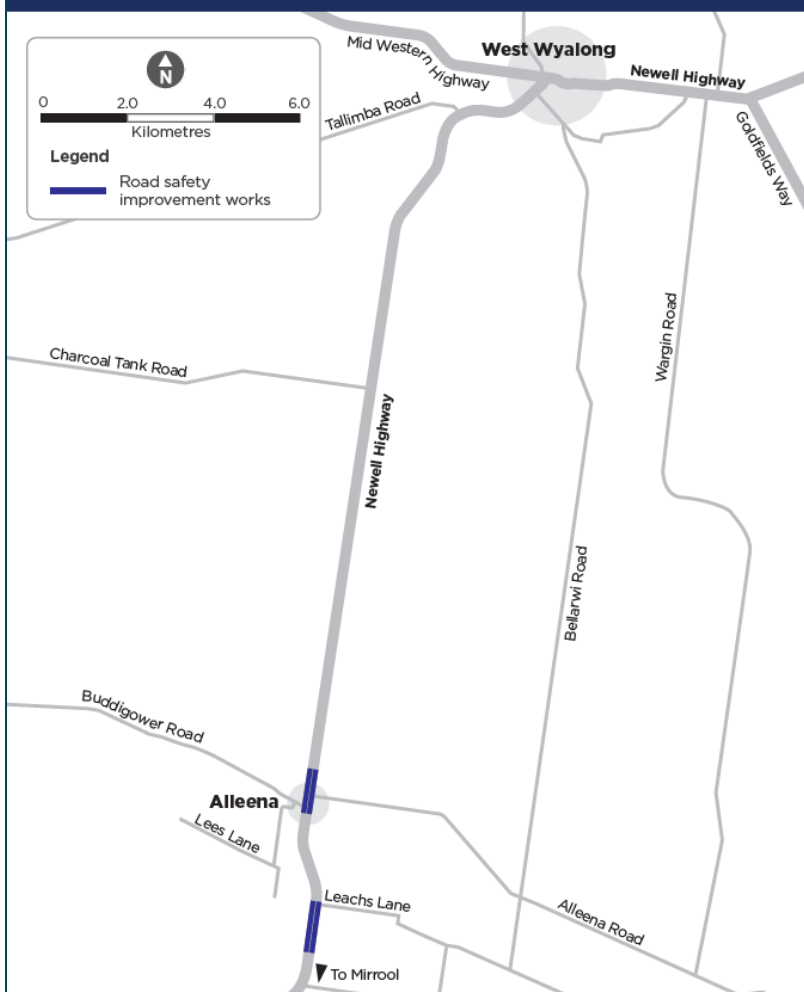 West Wyalong
Mid Western
Highway
Newell Highway
N
0 2.0 4.0 6.0
Kilometres
Tallimba Road
Goldfields Way
Legend
Road safety
improvement works
Wargin Road
Charcoal Tank Road
Newell Highway
Bellarwi Road
Buddigower Road
Alleena
Lees Lane
Leachs Lane
Alleena Road
To Mirrool